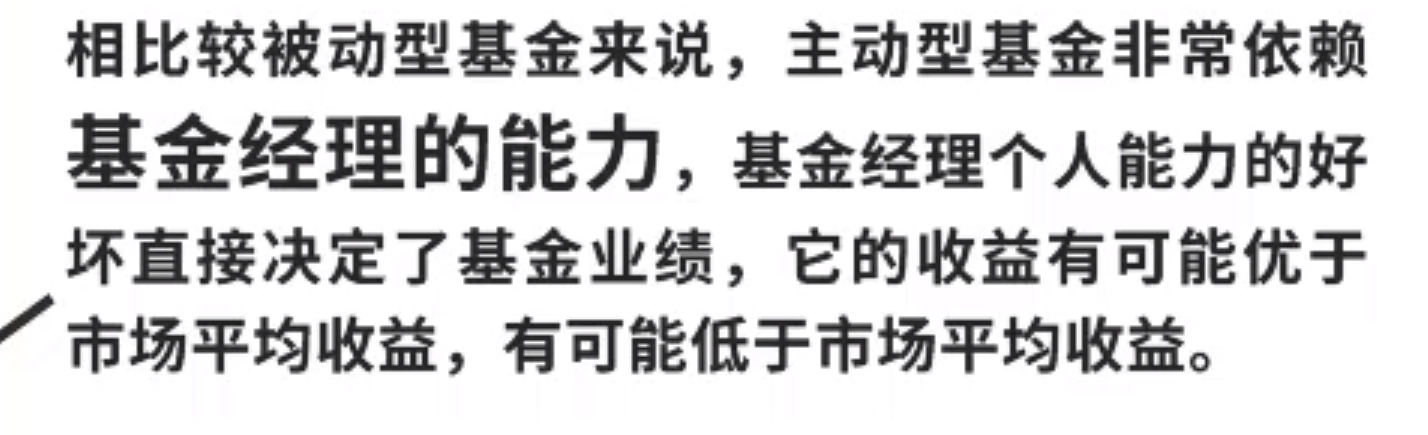 相比较被动型基金来说，主动型基金非常依赖
基金经理的能力，基金经理个人能力的好
坏直接决定了基金业绩，它的收益有可能优于
市场平均收益，有可能低于市场平均收益。